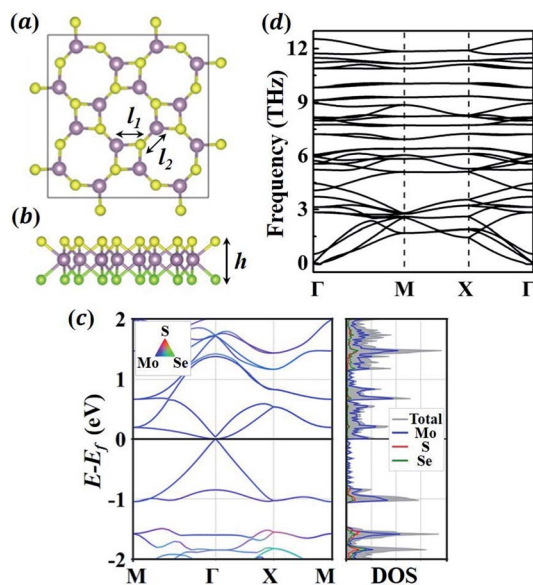 (a)
l₁
l₂
(b)
h
(c)
2
1
0
-1
-2
E-E_f (eV)
S
Mo Se
M Γ X M
Total
Mo
S
Se
DOS
(d)
12
9
6
3
0
Frequency (THz)
Γ M X Γ